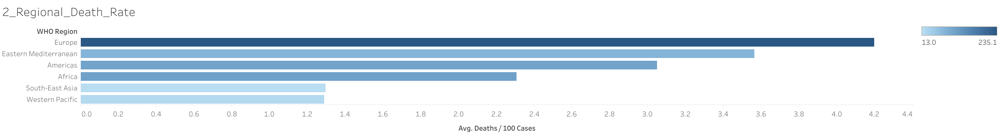 2_Regional_Death_Rate
WHO Region
Europe
Eastern Mediterranean
Americas
Africa
South-East Asia
Western Pacific
0.0 0.2 0.4 0.6 0.8 1.0 1.2 1.4 1.6 1.8 2.0 2.2 2.4 2.6 2.8 3.0 3.2 3.4 3.6 3.8 4.0 4.2 4.4
Avg. Deaths / 100 Cases
13.0 235.1